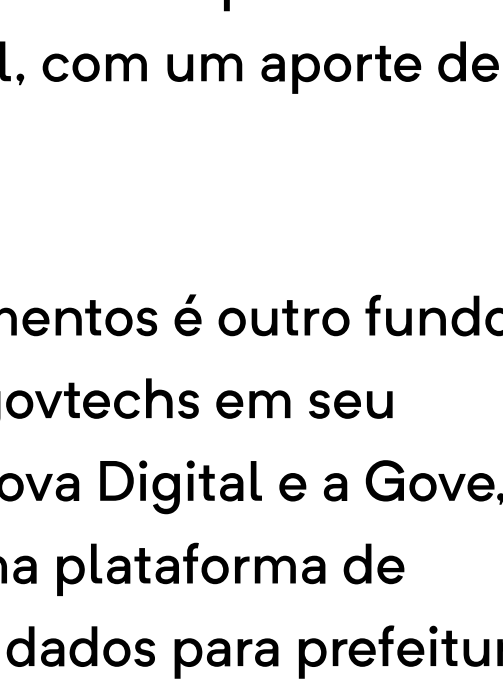 l, com um aporte de
mentos é outro fundo
govtechs em seu
ova Digital e a Gove,
na plataforma de
dados para prefeitur